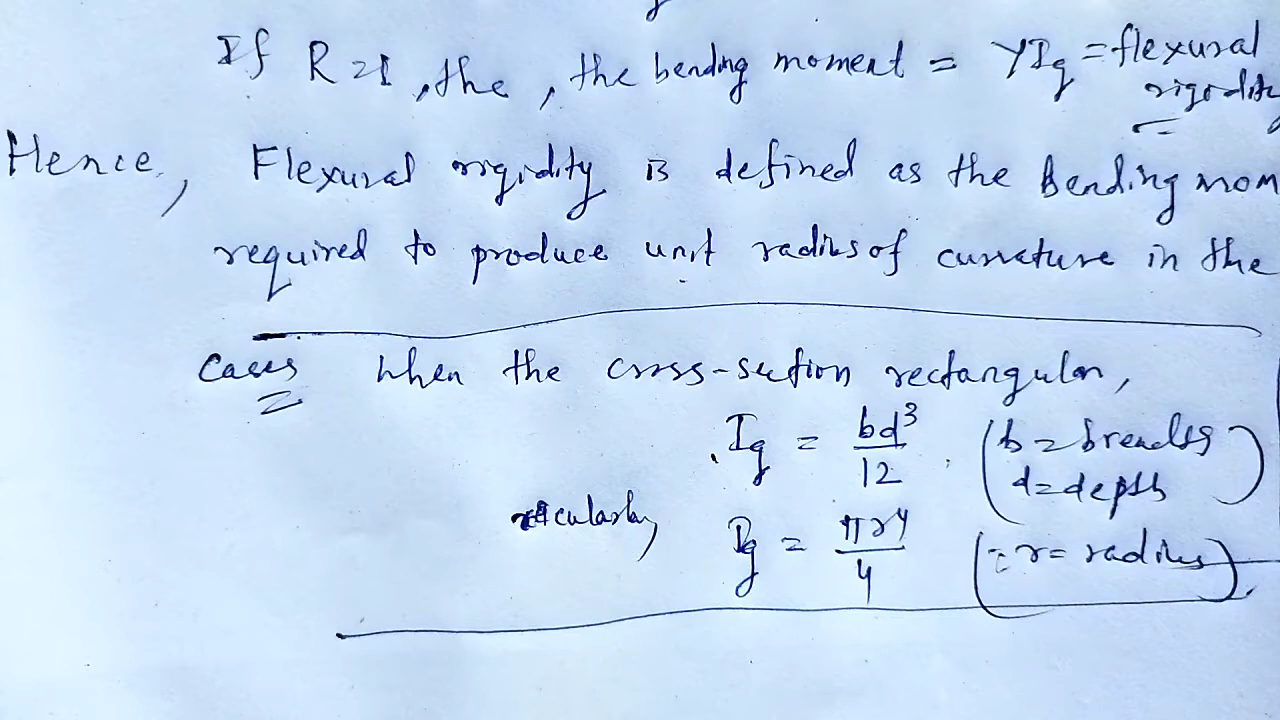 If R=1, the, the bending moment = YIg = flexural
rigidity
Hence, Flexural rigidity is defined as the Bending mom
required to produce unit radius of curvature in the
Cases When the cross-section rectangular,
Ig = bd³/12. (b = breadth
d=depth)
cularly, Ig = πr⁴/4 (∵ r= radius)